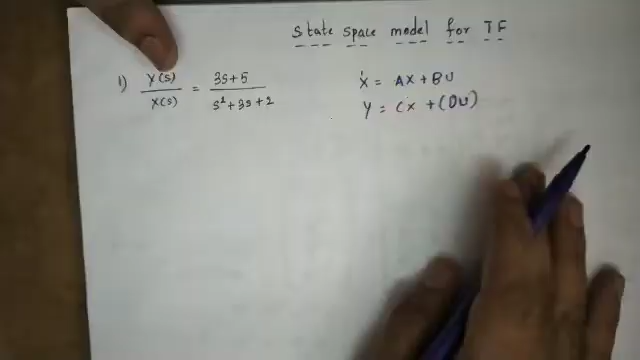 State space model for TF
1) Y(s)/X(s) = 3s+5/s²+3s+2
Ẋ = AX + BU
Y = CX + (DU)